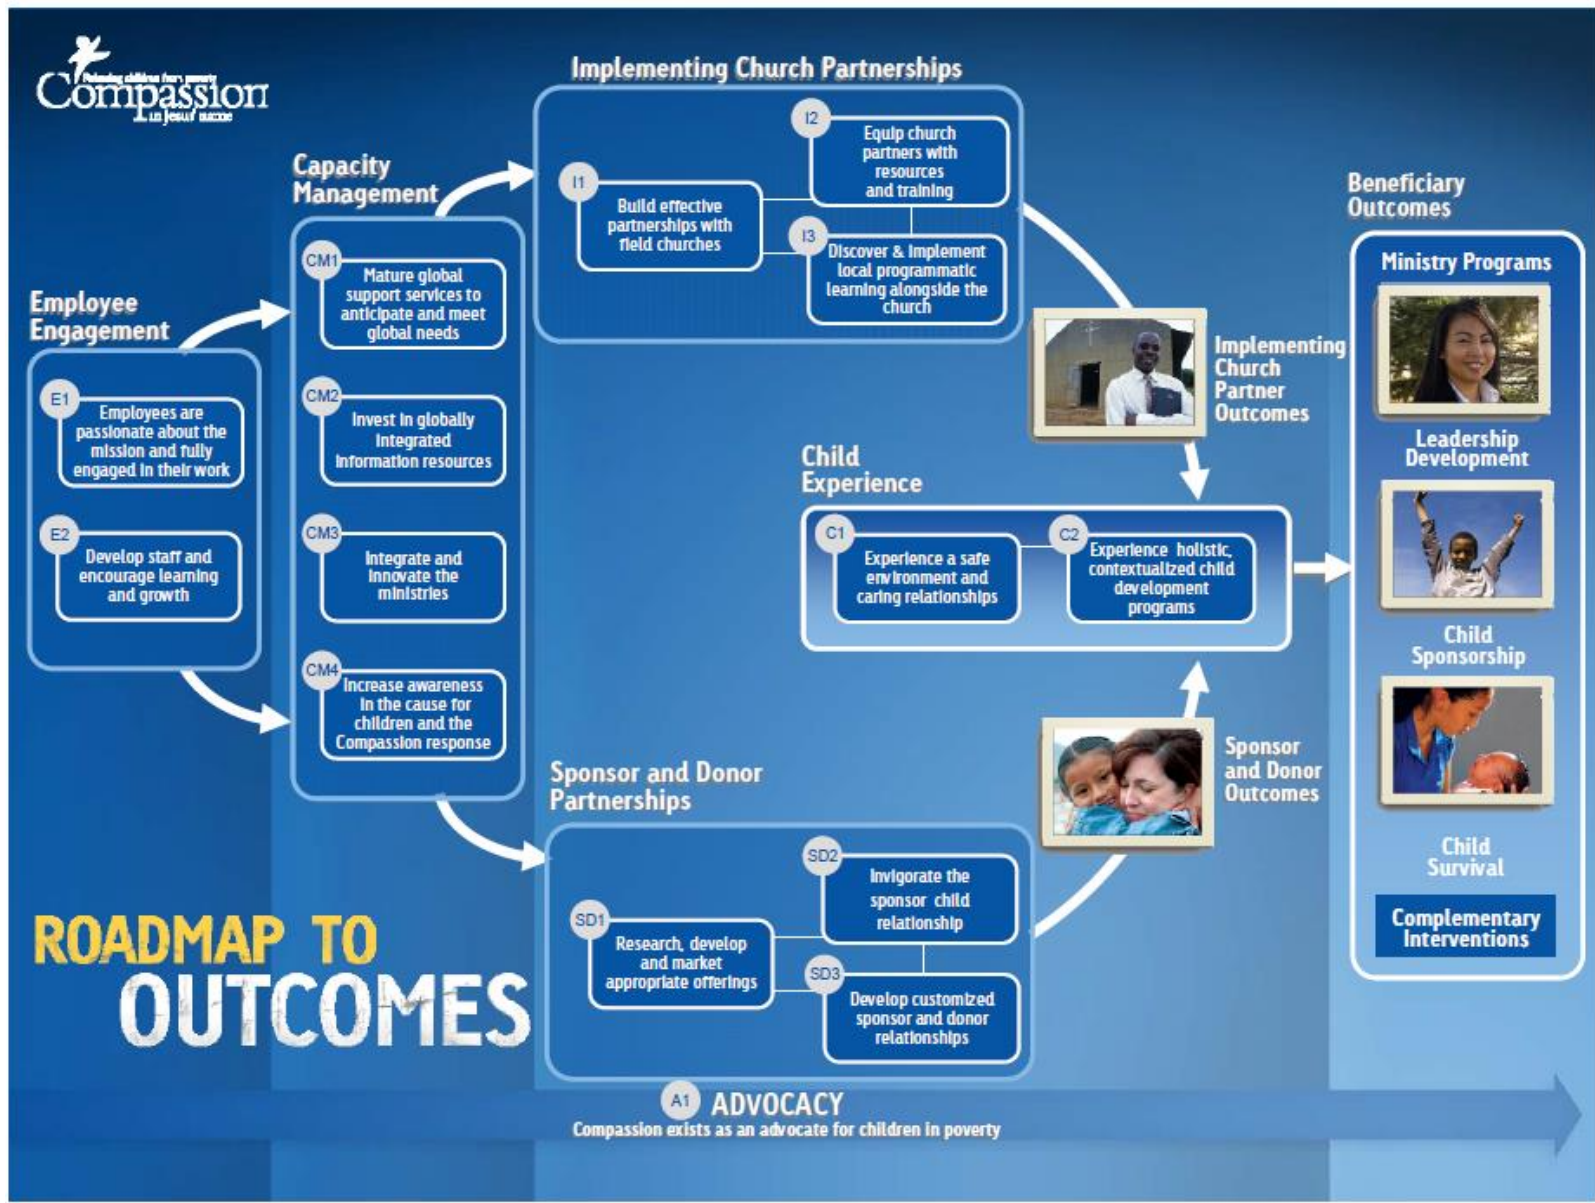 Compassion
Releasing children from poverty
in Jesus' name
Employee
Engagement
E1
Employees are
passionate about the
mission and fully
engaged in their work
E2
Develop staff and
encourage learning
and growth
Capacity
Management
CM1
Mature global
support services to
anticipate and meet
global needs
CM2
Invest in globally
integrated
information resources
CM3
Integrate and
innovate the
ministries
CM4
Increase awareness
in the cause for
children and the
Compassion response
Implementing Church Partnerships
I1
Build effective
partnerships with
field churches
I2
Equip church
partners with
resources
and training
I3
Discover & implement
local programmatic
learning alongside the
church
Implementing
Church
Partner
Outcomes
Child
Experience
C1
Experience a safe
environment and
caring relationships
C2
Experience holistic,
contextualized child
development
programs
Sponsor and Donor
Partnerships
SD1
Research, develop
and market
appropriate offerings
SD2
Invigorate the
sponsor child
relationship
SD3
Develop customized
sponsor and donor
relationships
Sponsor
and Donor
Outcomes
Beneficiary
Outcomes
Ministry Programs
Leadership
Development
Child
Sponsorship
Child
Survival
Complementary
Interventions
ROADMAP TO
OUTCOMES
A1 ADVOCACY
Compassion exists as an advocate for children in poverty